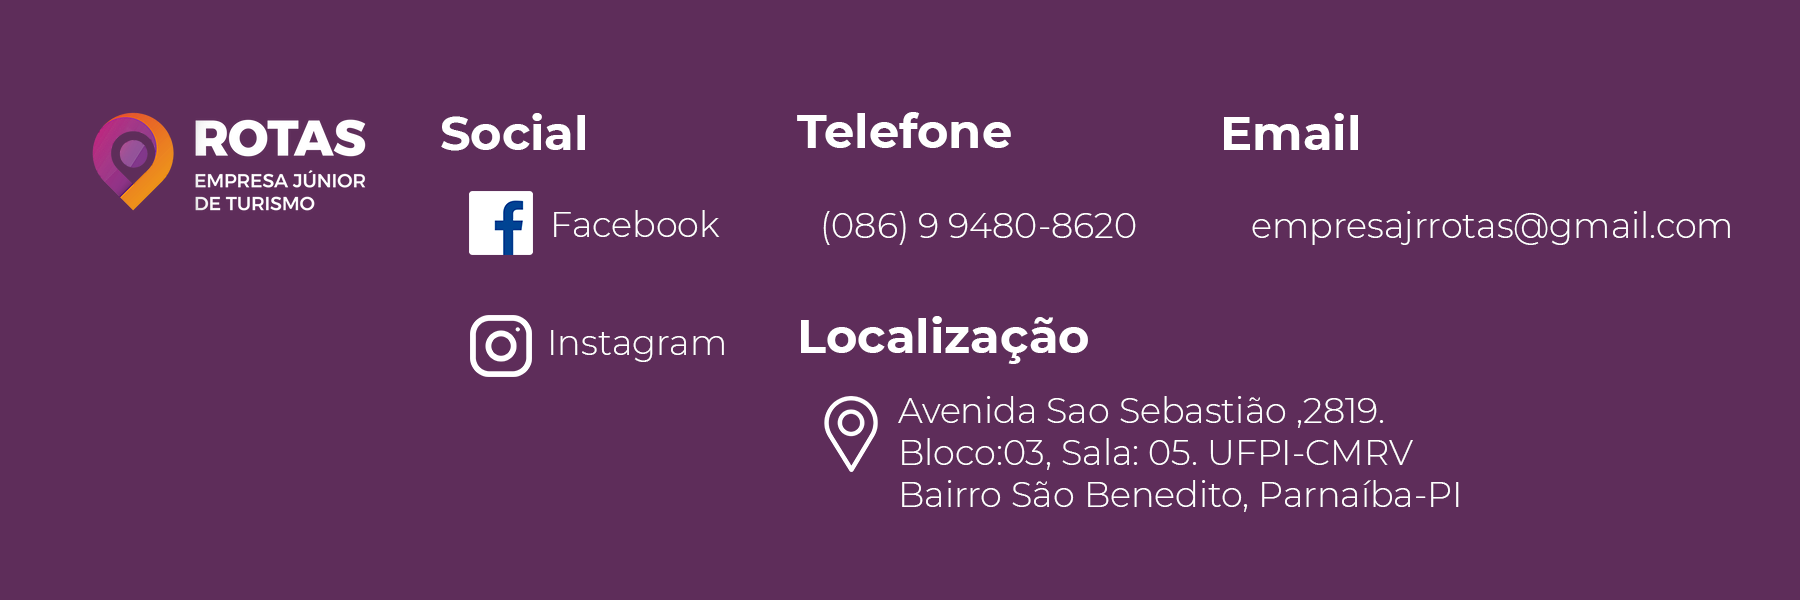 ROTAS
EMPRESA JÚNIOR
DE TURISMO
Social
Facebook
Instagram
Telefone
(086) 9 9480-8620
Email
empresajrrotas@gmail.com
Localização
Avenida Sao Sebastião ,2819.
Bloco:03, Sala: 05. UFPI-CMRV
Bairro São Benedito, Parnaíba-PI